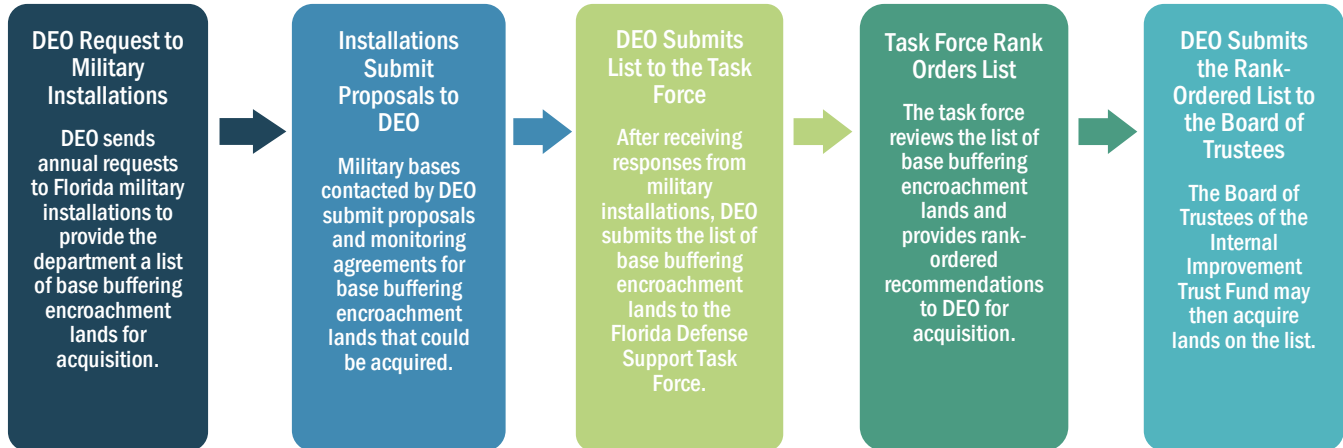 DEO Request to
Military
Installations
DEO sends
annual requests
to Florida military
installations to
provide the
department a list
of base buffering
encroachment
lands for
acquisition.
Installations
Submit
Proposals to
DEO
Military bases
contacted by DEO
submit proposals
and monitoring
agreements for
base buffering
encroachment
lands that could
be acquired.
DEO Submits
List to the Task
Force
After receiving
responses from
military
installations, DEO
submits the list of
base buffering
encroachment
lands to the
Florida Defense
Support Task
Force.
Task Force Rank
Orders List
The task force
reviews the list of
base buffering
encroachment
lands and
provides rank-
ordered
recommendations
to DEO for
acquisition.
DEO Submits
the Rank-
Ordered List to
the Board of
Trustees
The Board of
Trustees of the
Internal
Improvement
Trust Fund may
then acquire
lands on the list.